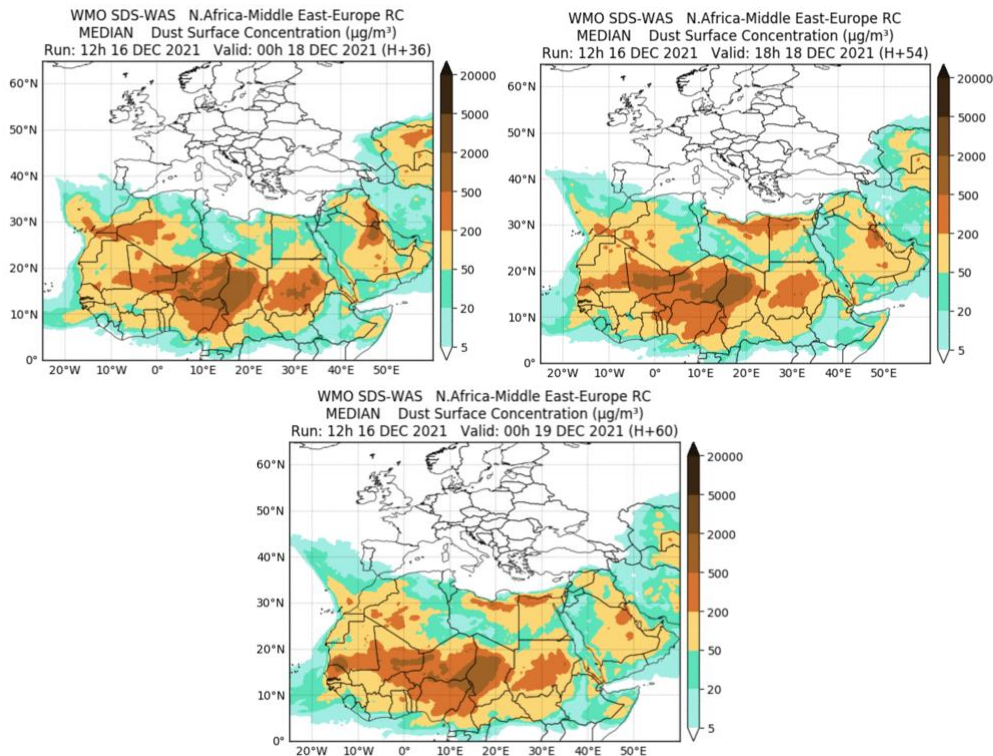 WMO SDS-WAS N.Africa-Middle East-Europe RC
MEDIAN Dust Surface Concentration (µg/m³)
Run: 12h 16 DEC 2021 Valid: 00h 18 DEC 2021 (H+36)
60°N
50°N
40°N
30°N
20°N
10°N
0°
20°W 10°W 0° 10°E 20°E 30°E 40°E 50°E
20000
5000
2000
500
200
50
20
5
WMO SDS-WAS N.Africa-Middle East-Europe RC
MEDIAN Dust Surface Concentration (µg/m³)
Run: 12h 16 DEC 2021 Valid: 18h 18 DEC 2021 (H+54)
60°N
50°N
40°N
30°N
20°N
10°N
0°
20°W 10°W 0° 10°E 20°E 30°E 40°E 50°E
20000
5000
2000
500
200
50
20
5
WMO SDS-WAS N.Africa-Middle East-Europe RC
MEDIAN Dust Surface Concentration (µg/m³)
Run: 12h 16 DEC 2021 Valid: 00h 19 DEC 2021 (H+60)
60°N
50°N
40°N
30°N
20°N
10°N
0°
20°W 10°W 0° 10°E 20°E 30°E 40°E 50°E
20000
5000
2000
500
200
50
20
5